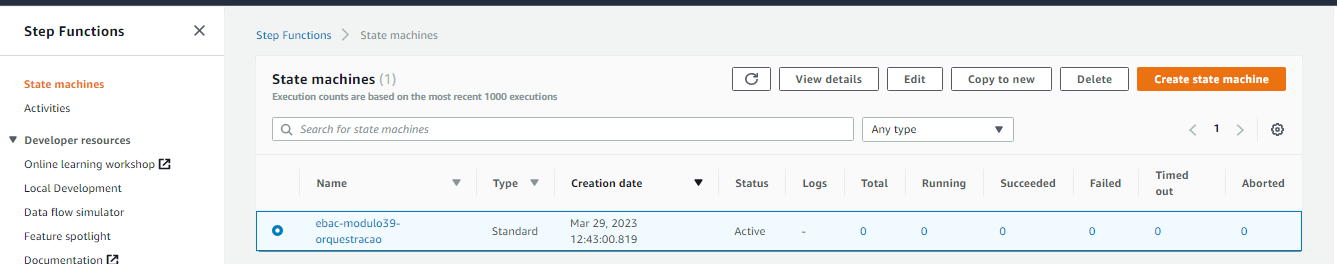 Step Functions
State machines
Activities
Developer resources
Online learning workshop
Local Development
Data flow simulator
Feature spotlight
Documentation
Step Functions > State machines
State machines (1)
Execution counts are based on the most recent 1000 executions
View details
Edit
Copy to new
Delete
Create state machine
Search for state machines
Any type
1
Name Type Creation date Status Logs Total Running Succeeded Failed Timed
out Aborted
ebac-modulo39-
orquestracao
Standard
Mar 29, 2023
12:43:00.819
Active - 0 0 0 0 0 0